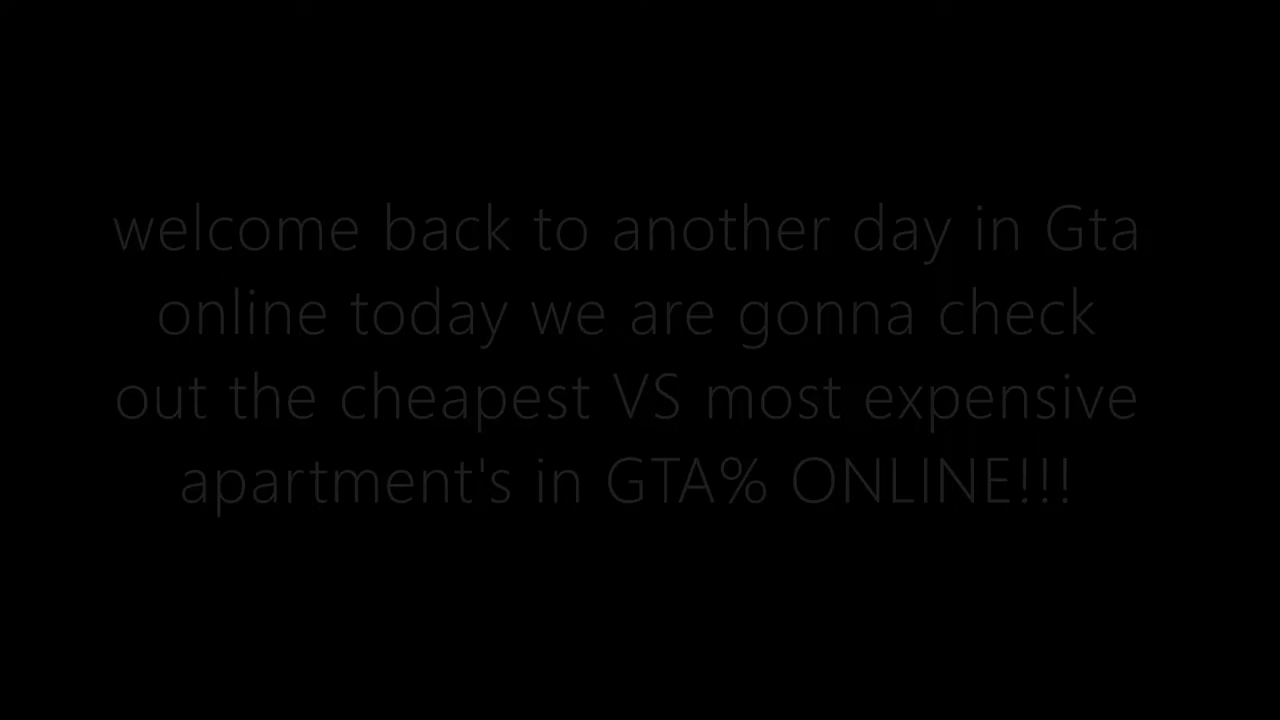 welcome back to another day in Gta
online today we are gonna check
out the cheapest VS most expensive
apartment's in GTA% ONLINE!!!